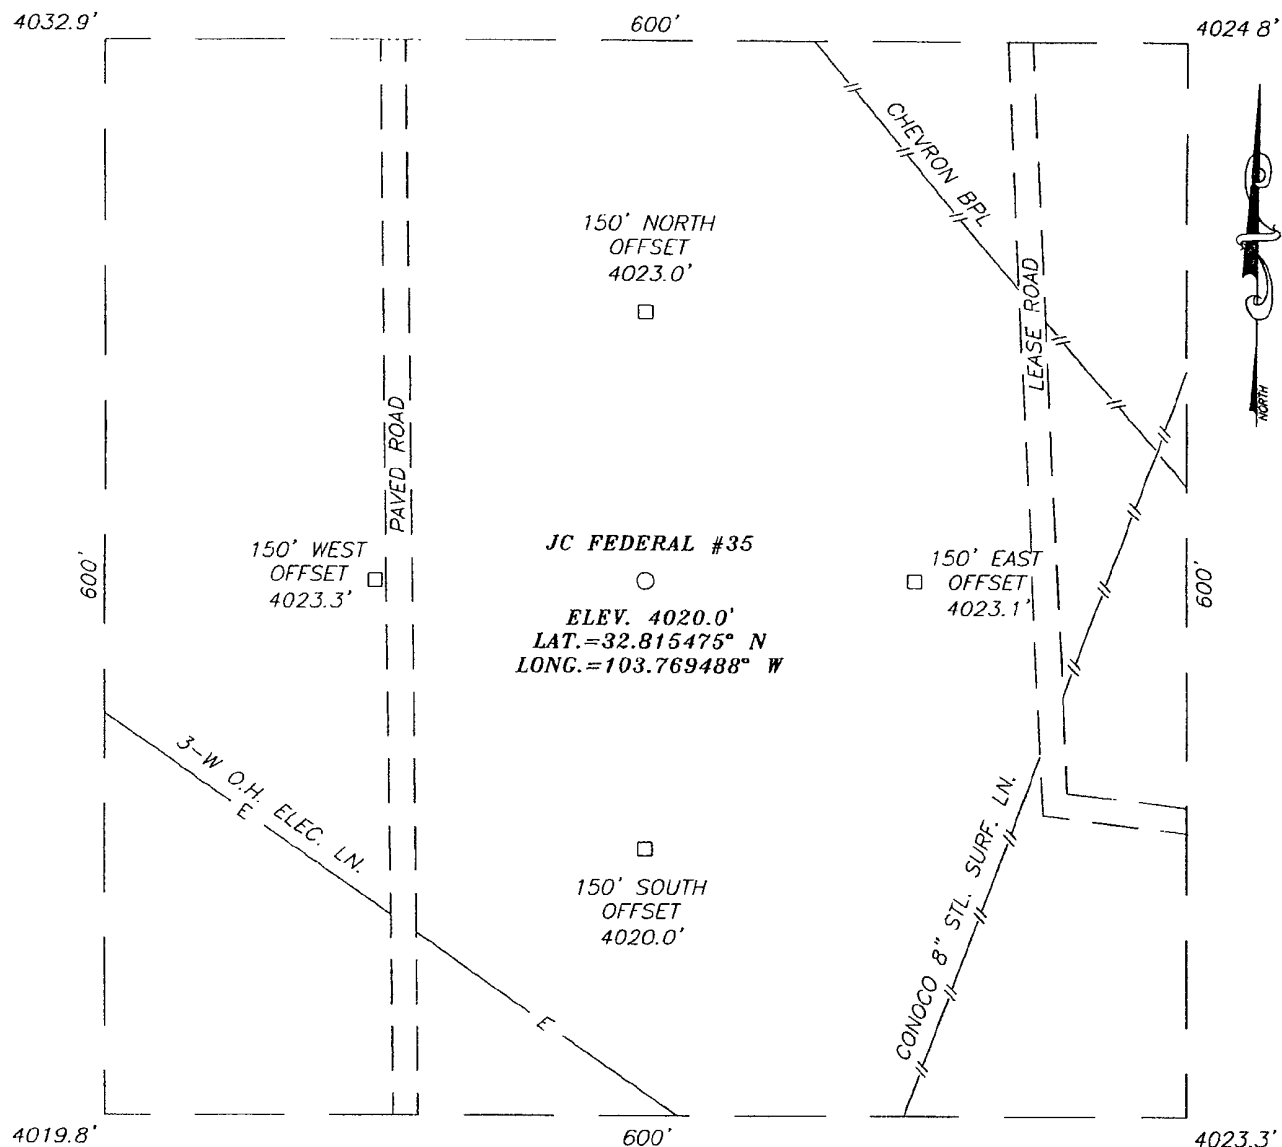 4032.9'
600'
4024 8'
CHEVRON BPL
150' NORTH
OFFSET
4023.0'
LEASE ROAD
NORTH
PAVED ROAD
JC FEDERAL #35
150' WEST
OFFSET
4023.3'
150' EAST
OFFSET
4023.1'
600'
600'
ELEV. 4020.0'
LAT.=32.815475° N
LONG.=103.769488° W
3-W O.H. ELEC. LN.
E
CONOCO 8" STL. SURF. LN.
150' SOUTH
OFFSET
4020.0'
E
4019.8'
600'
4023.3'